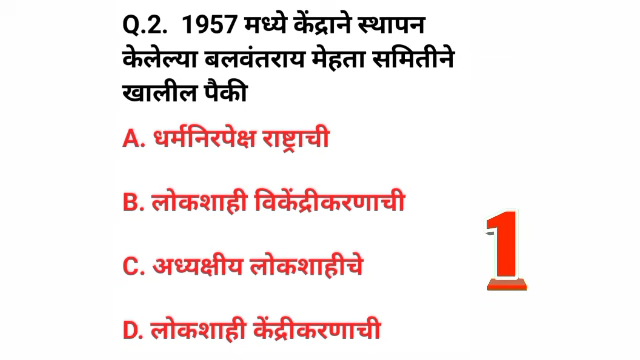 Q.2. 1957 मध्ये केंद्राने स्थापन
केलेल्या बलवंतराय मेहता समितीने
खालील पैकी
A. धर्मनिरपेक्ष राष्ट्राची
B. लोकशाही विकेंद्रीकरणाची
C. अध्यक्षीय लोकशाहीचे
D. लोकशाही केंद्रीकरणाची
1